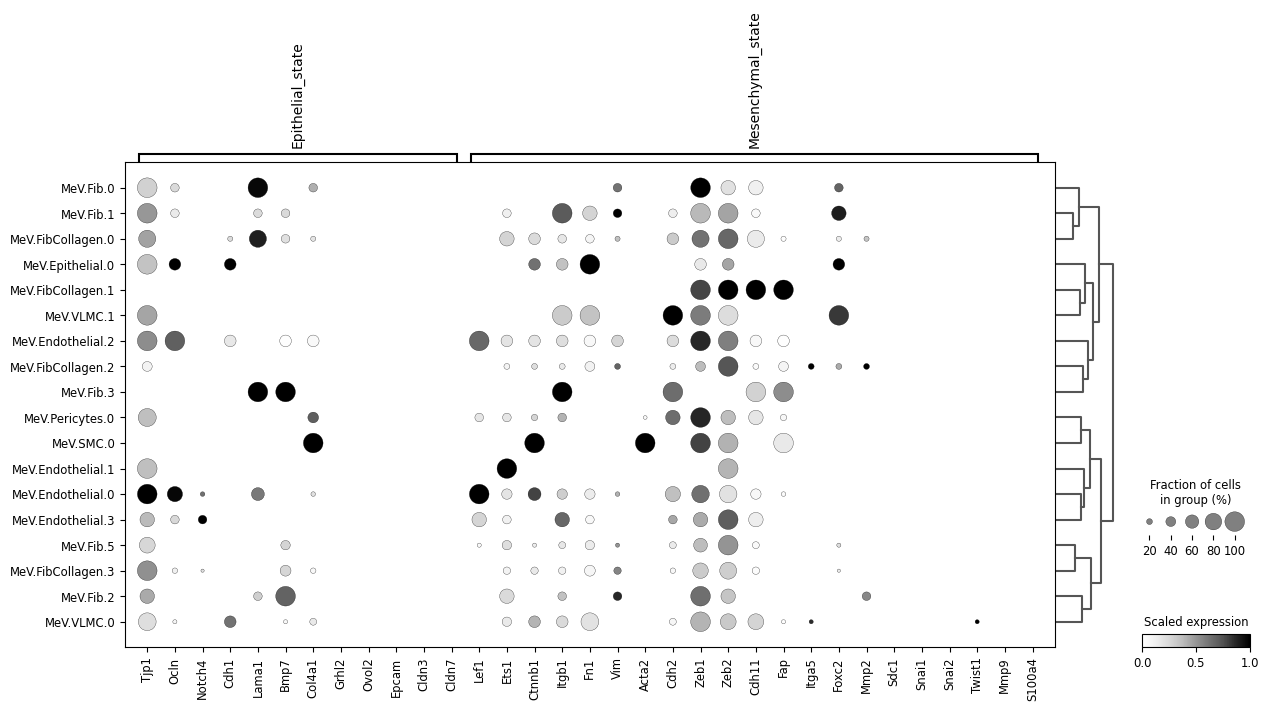 Epithelial_state
Mesenchymal_state
MeV.Fib.0
MeV.Fib.1
MeV.FibCollagen.0
MeV.Epithelial.0
MeV.FibCollagen.1
MeV.VLMC.1
MeV.Endothelial.2
MeV.FibCollagen.2
MeV.Fib.3
MeV.Pericytes.0
MeV.SMC.0
MeV.Endothelial.1
MeV.Endothelial.0
MeV.Endothelial.3
MeV.Fib.5
MeV.FibCollagen.3
MeV.Fib.2
MeV.VLMC.0
Tjp1
Ocln
Notch4
Cdh1
Lama1
Bmp7
Col4a1
Grhl2
Ovol2
Epcam
Cldn3
Cldn7
Lef1
Ets1
Ctnnb1
Itgb1
Fn1
Vim
Acta2
Cdh2
Zeb1
Zeb2
Cdh11
Fap
Itga5
Foxc2
Mmp2
Sdc1
Snai1
Snai2
Twist1
Mmp9
S100a4
Fraction of cells
in group (%)
20 40 60 80 100
Scaled expression
0.0 0.5 1.0